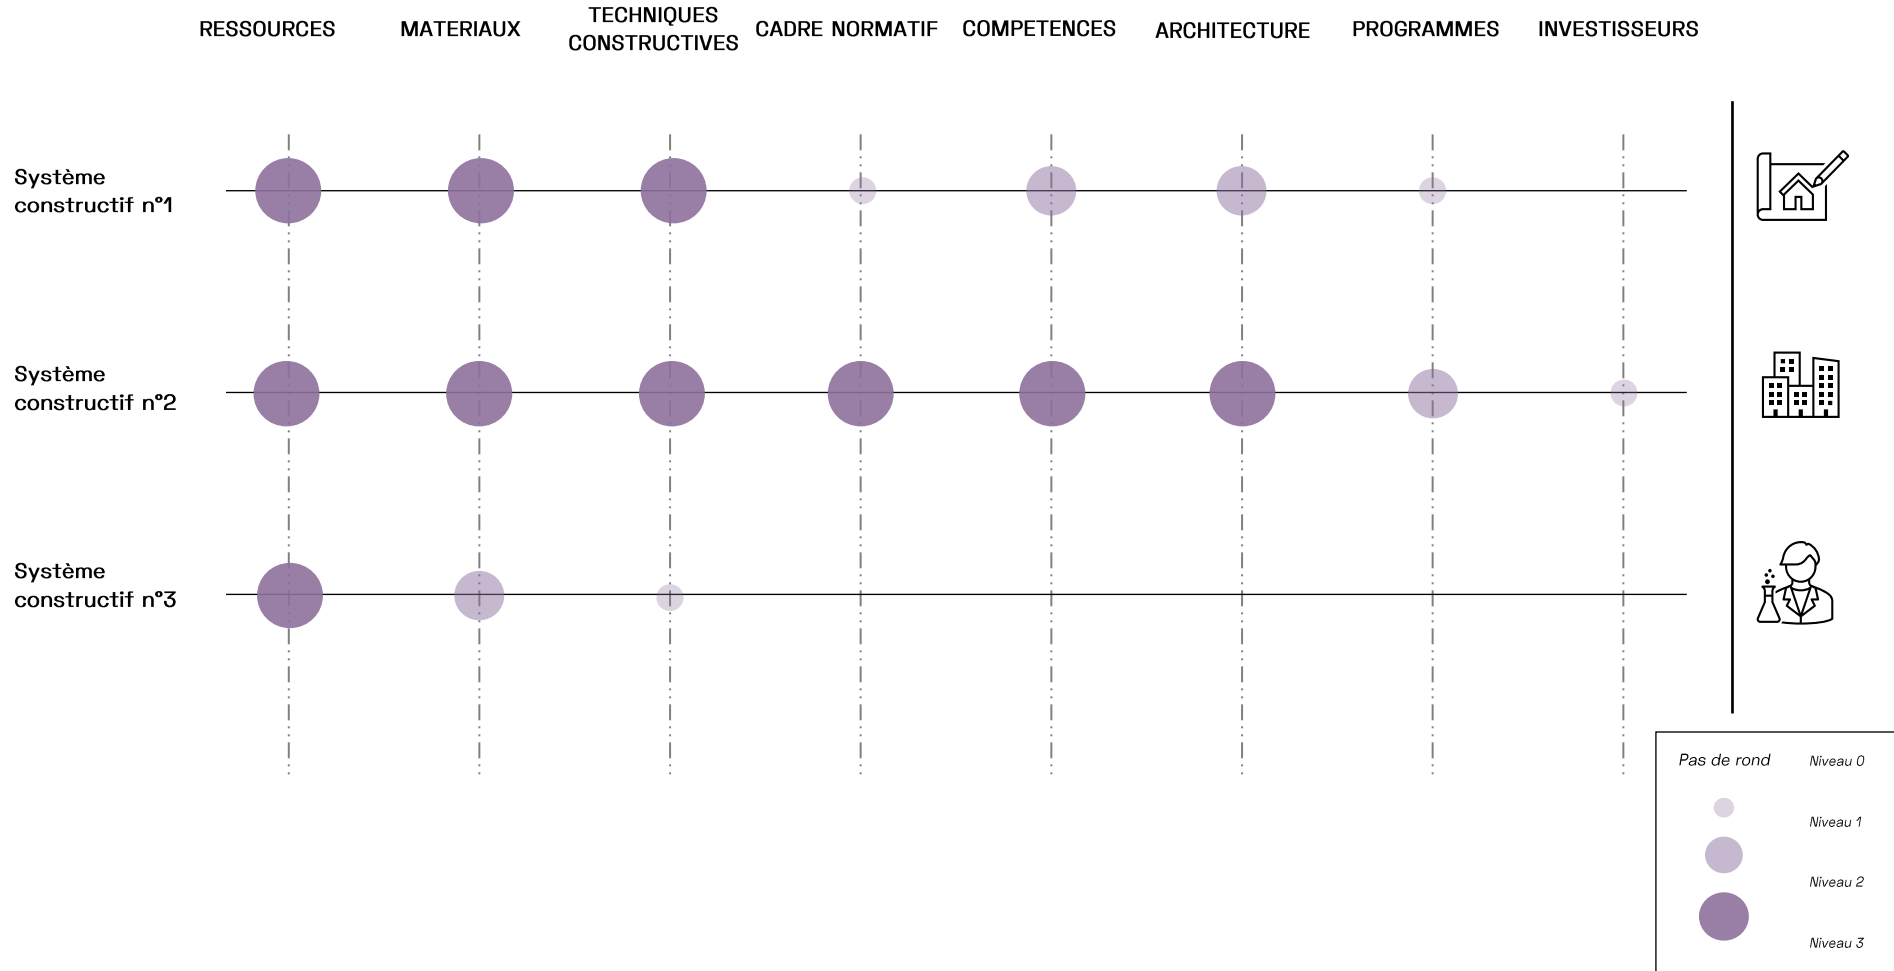 RESSOURCES
MATERIAUX
TECHNIQUES
CONSTRUCTIVES
CADRE NORMATIF
COMPETENCES
ARCHITECTURE
PROGRAMMES
INVESTISSEURS
Système
constructif n°1
Système
constructif n°2
Système
constructif n°3
Pas de rond
Niveau 0
Niveau 1
Niveau 2
Niveau 3